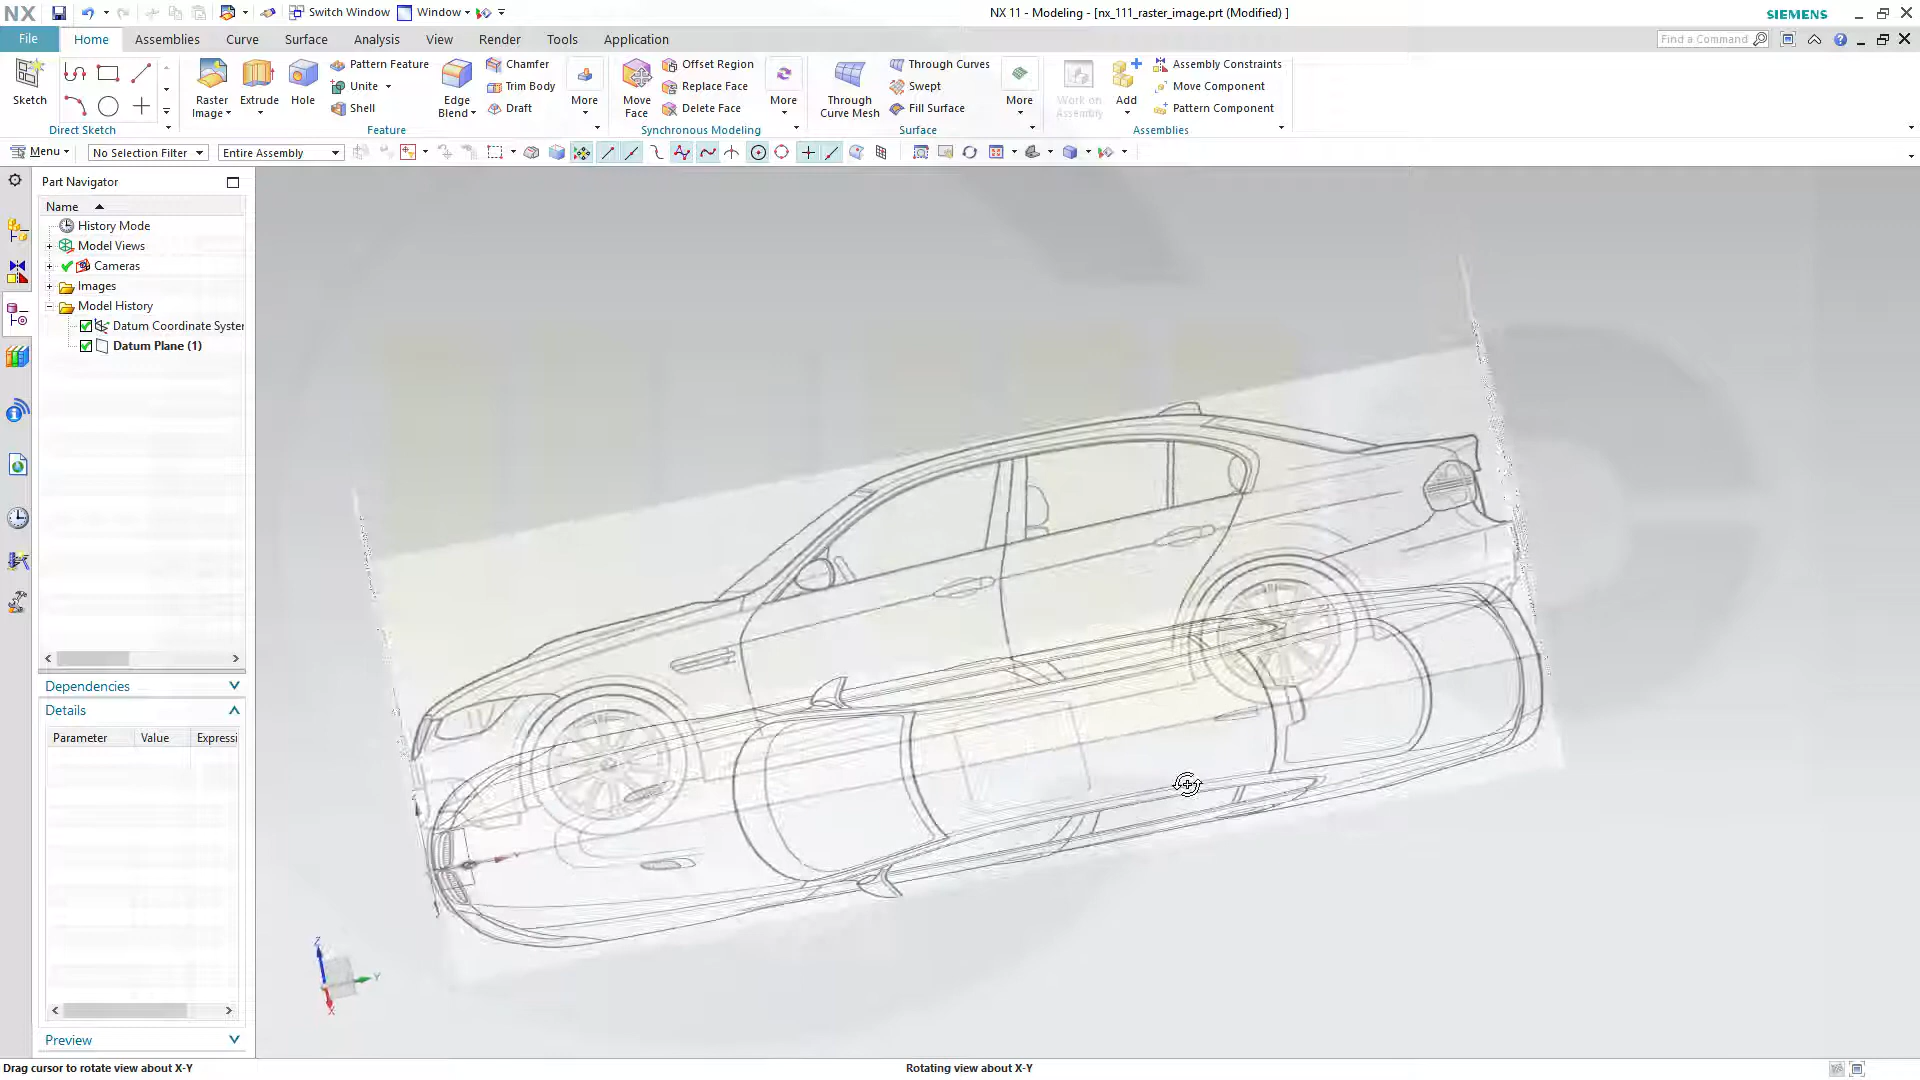 NX Switch Window Window NX 11 - Modeling - [nx_111_raster_image.prt (Modified) ] SIEMENS
File Home Assemblies Curve Surface Analysis View Render Tools Application Find a Command
Sketch
Direct Sketch
Raster Image
Extrude
Hole
Pattern Feature
Unite
Shell
Edge Blend
Chamfer
Trim Body
Draft
More
Feature
Move Face
Offset Region
Replace Face
Delete Face
More
Synchronous Modeling
Through Curve Mesh
Through Curves
Swept
Fill Surface
More
Surface
Work on Assembly
Add
Assembly Constraints
Move Component
Pattern Component
Assemblies
Menu No Selection Filter Entire Assembly
Part Navigator
Name
History Mode
Model Views
Cameras
Images
Model History
Datum Coordinate Syster
Datum Plane (1)
Dependencies
Details
Parameter Value Expressi
Preview
Z
Y
X
Drag cursor to rotate view about X-Y Rotating view about X-Y